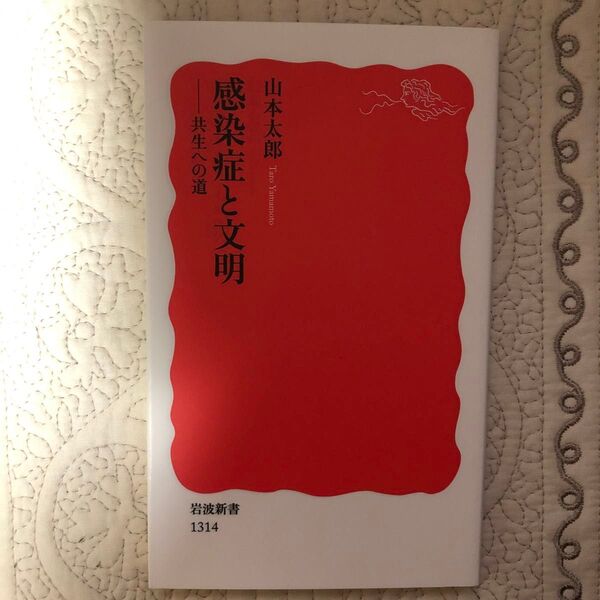 山本太郎
Taro Yamamoto
感染症と文明
——共生への道
岩波新書
1314